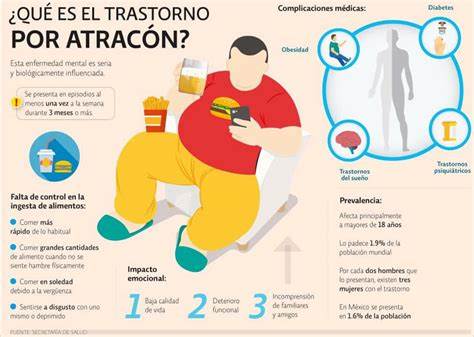 ¿QUÉ ES EL TRASTORNO
POR ATRACÓN?
Esta enfermedad mental es seria
y biológicamente influenciada.
! Se presenta en episodios al
menos una vez a la semana
durante 3 meses o más.
Falta de control en la
ingesta de alimentos:
Comer más
rápido de lo habitual
Comer grandes cantidades
de alimento cuando no se
siente hambre físicamente
Comer en soledad
debido a la vergüenza
Sentirse a disgusto con uno
mismo o deprimido
FUENTE: SECRETARÍA DE SALUD
Impacto
emocional:
1 Baja calidad
de vida
2 Deterioro
funcional
3 Incomprensión
de familiares
y amigos
Complicaciones médicas:
Diabetes
Obesidad
Trastornos
del sueño
Trastornos
psiquiátricos
Prevalencia:
Afecta principalmente
a mayores de 18 años
Lo padece 1.9% de la
población mundial
Por cada dos hombres que
lo presentan, existen tres
mujeres con el trastorno
En México se presenta
en 1.6% de la población